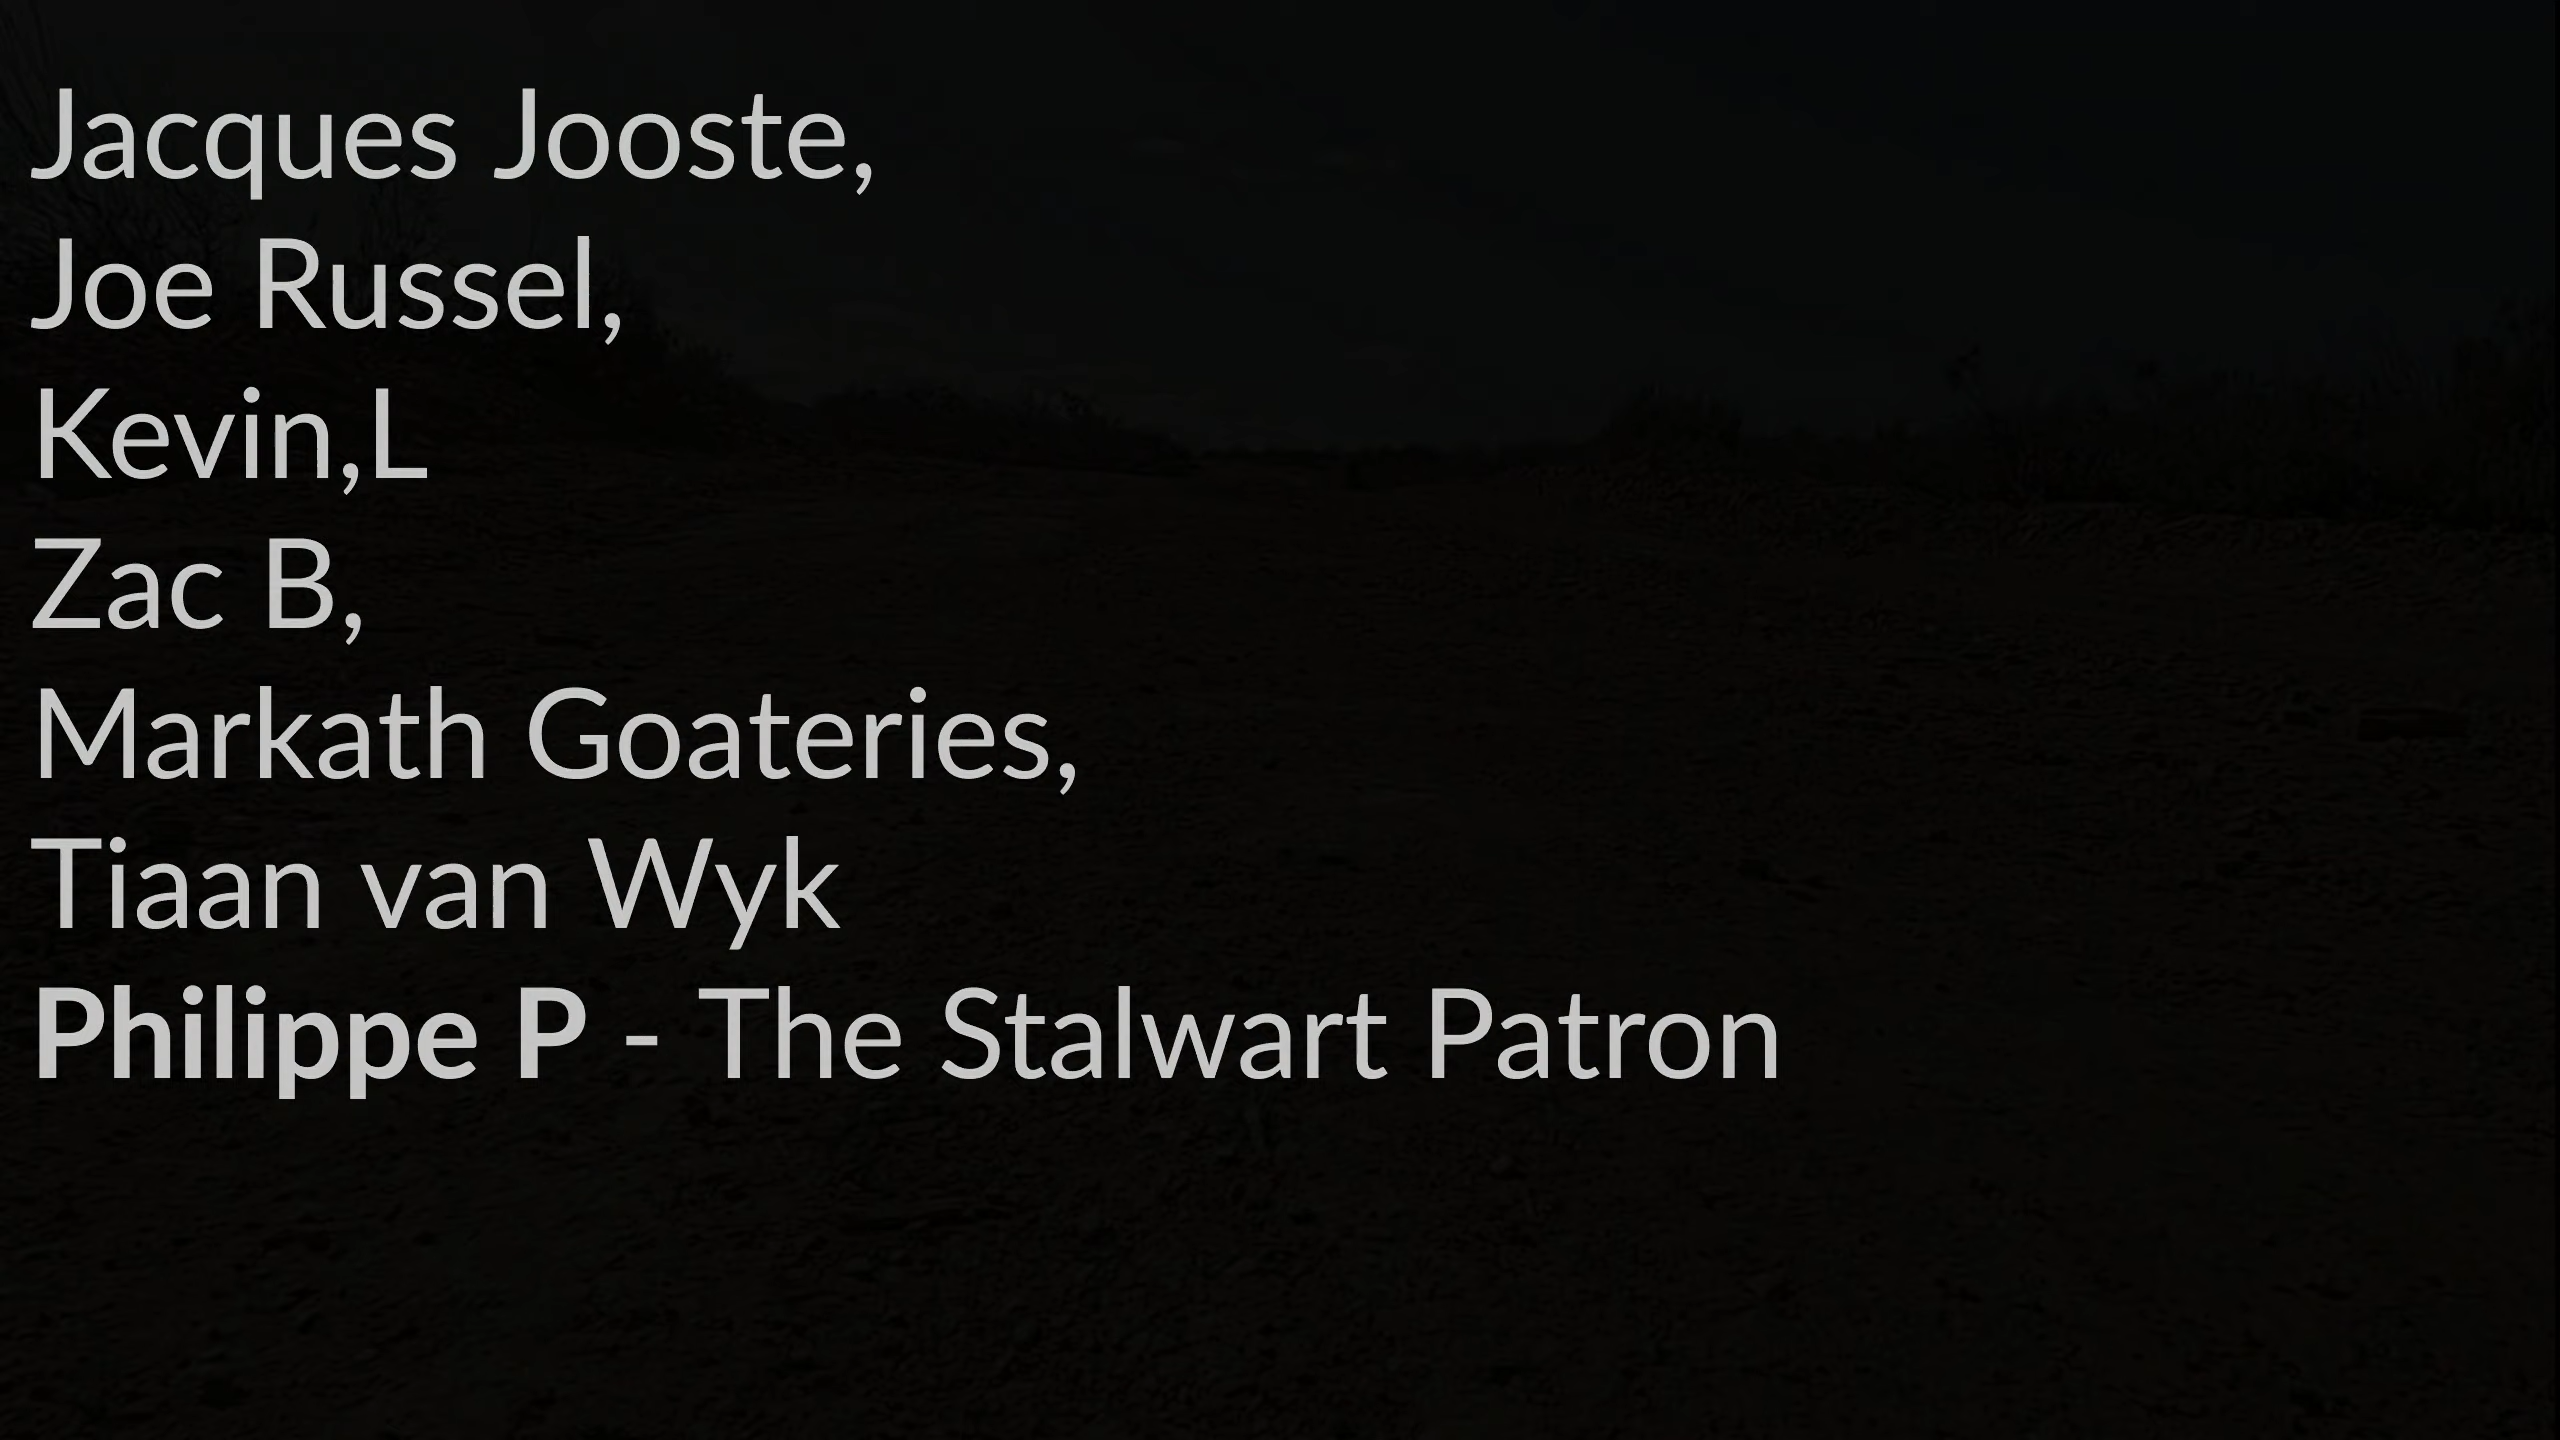 Jacques Jooste,
Joe Russel,
Kevin,L
Zac B,
Markath Goateries,
Tiaan van Wyk
Philippe P - The Stalwart Patron